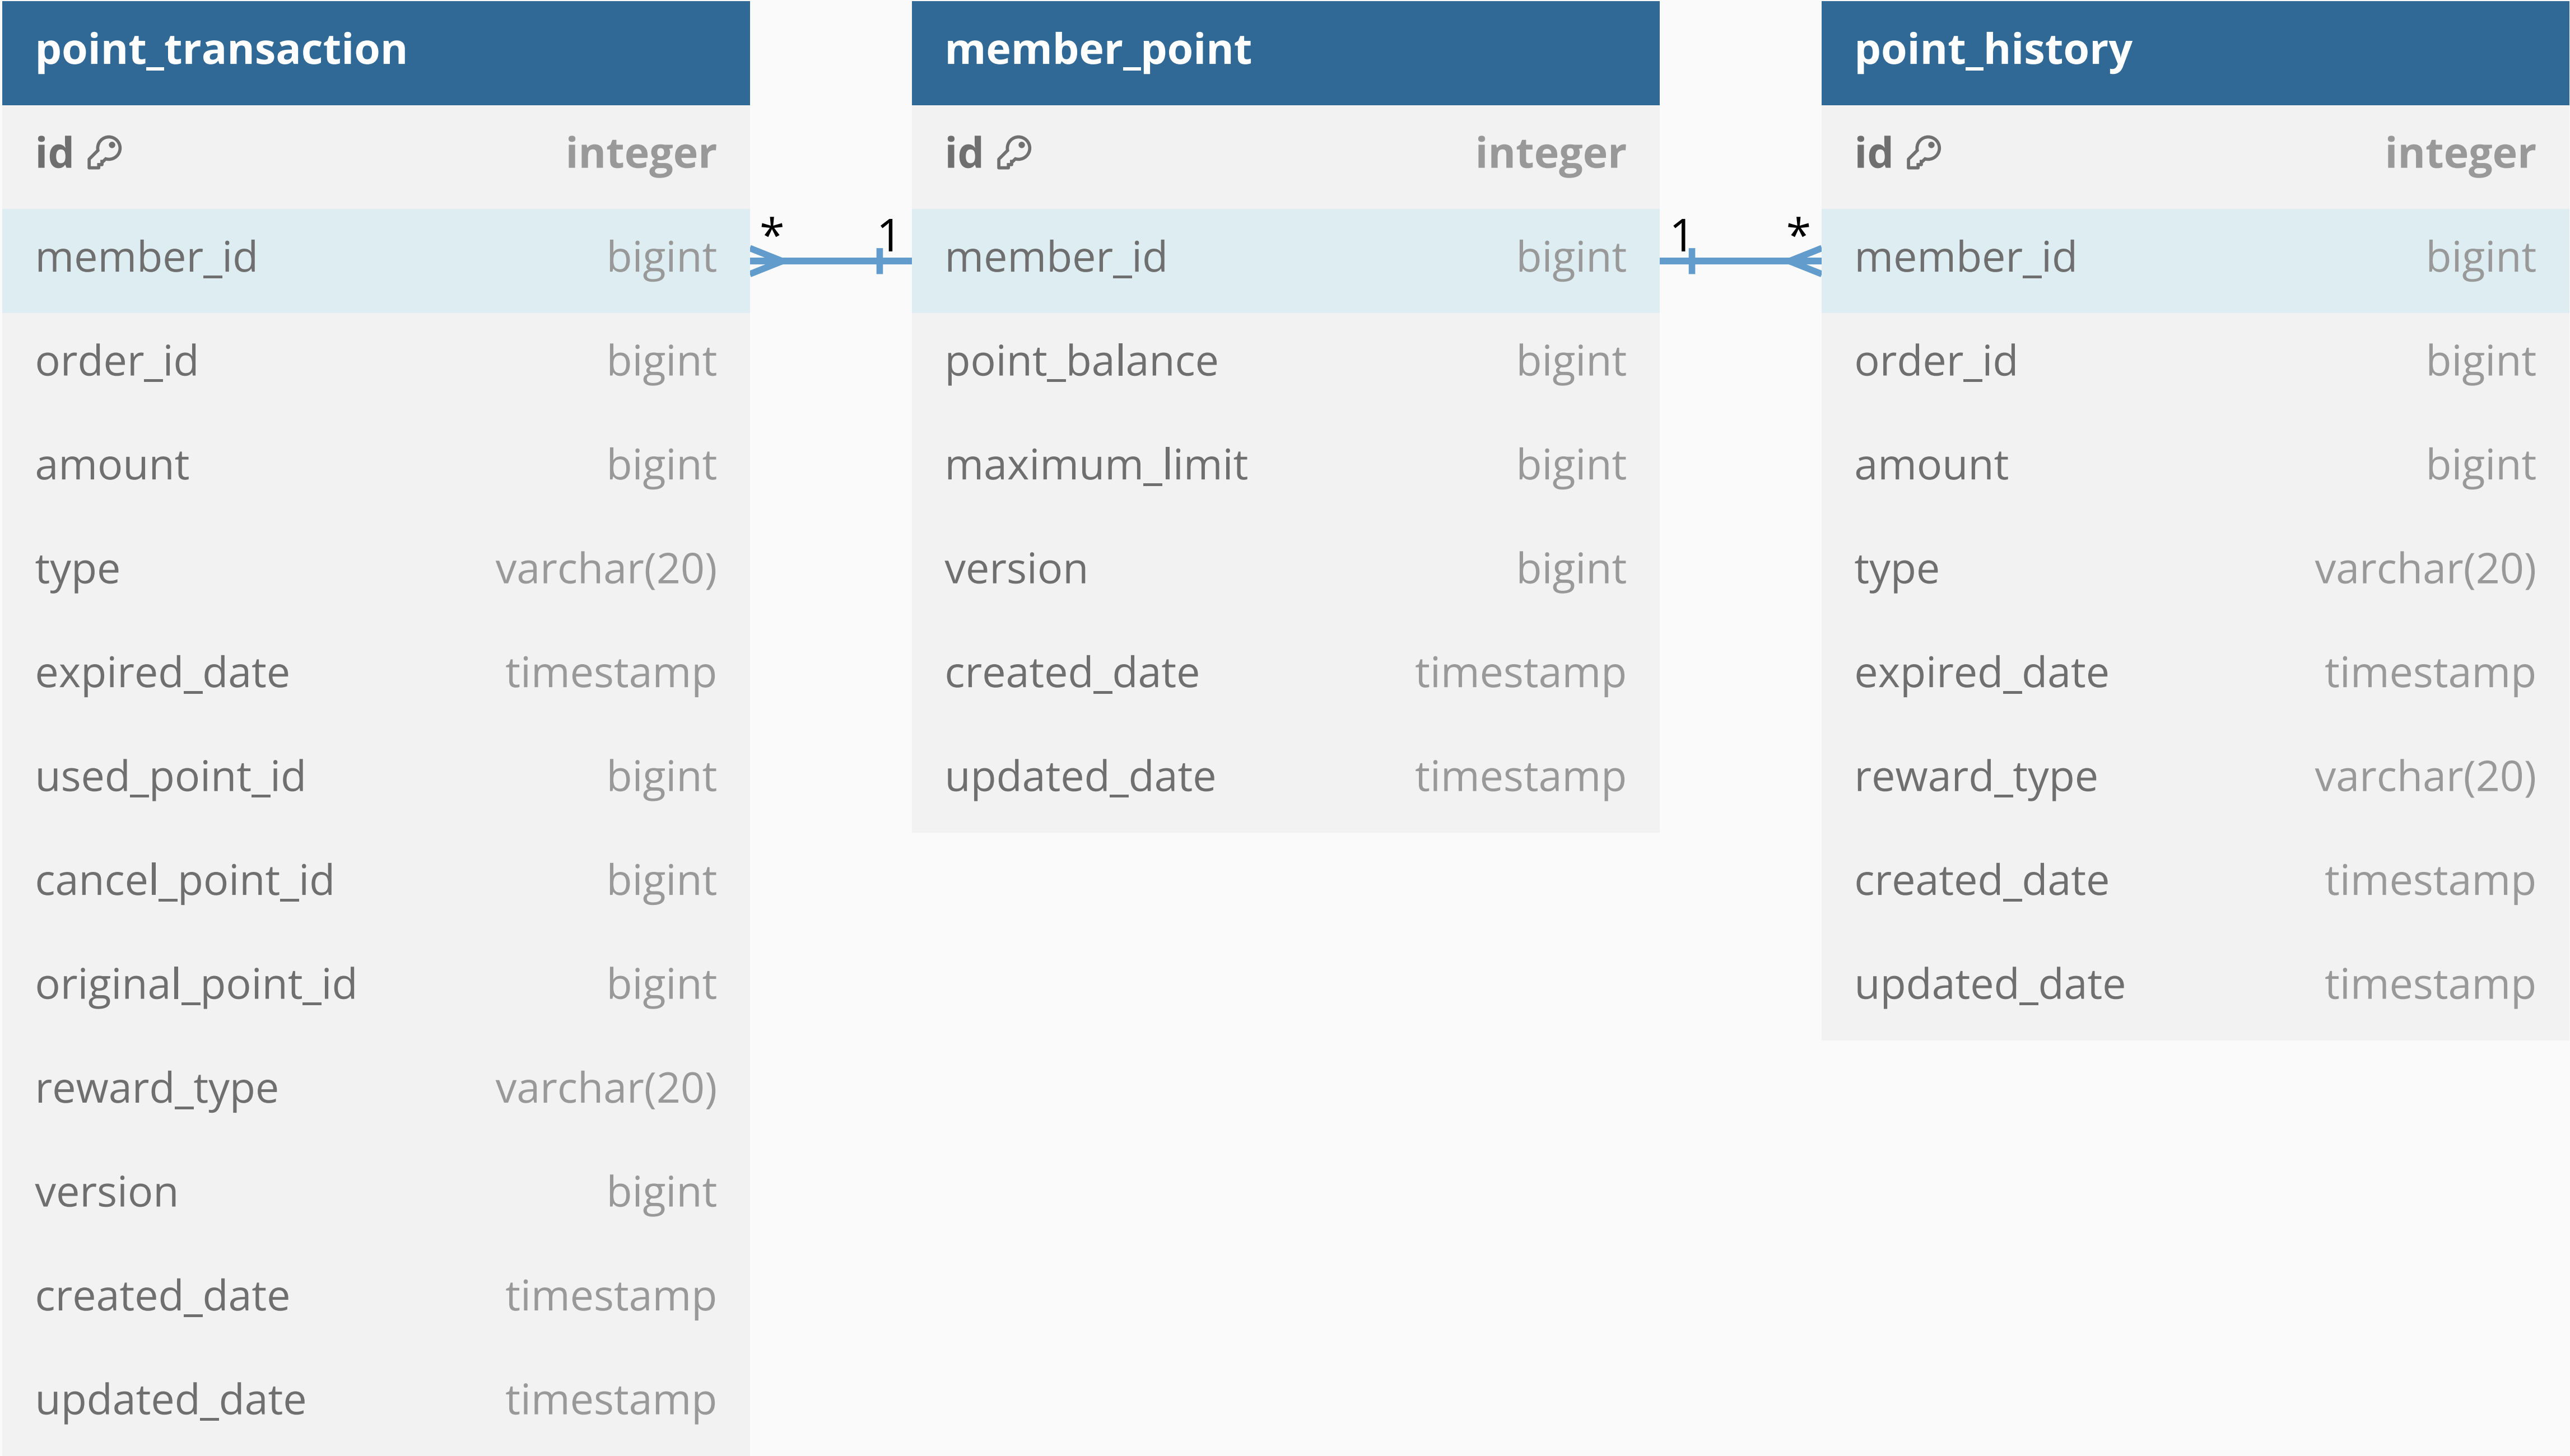 point_transaction
id integer
member_id bigint
order_id bigint
amount bigint
type varchar(20)
expired_date timestamp
used_point_id bigint
cancel_point_id bigint
original_point_id bigint
reward_type varchar(20)
version bigint
created_date timestamp
updated_date timestamp
* 1
member_point
id integer
member_id bigint
point_balance bigint
maximum_limit bigint
version bigint
created_date timestamp
updated_date timestamp
1 *
point_history
id integer
member_id bigint
order_id bigint
amount bigint
type varchar(20)
expired_date timestamp
reward_type varchar(20)
created_date timestamp
updated_date timestamp